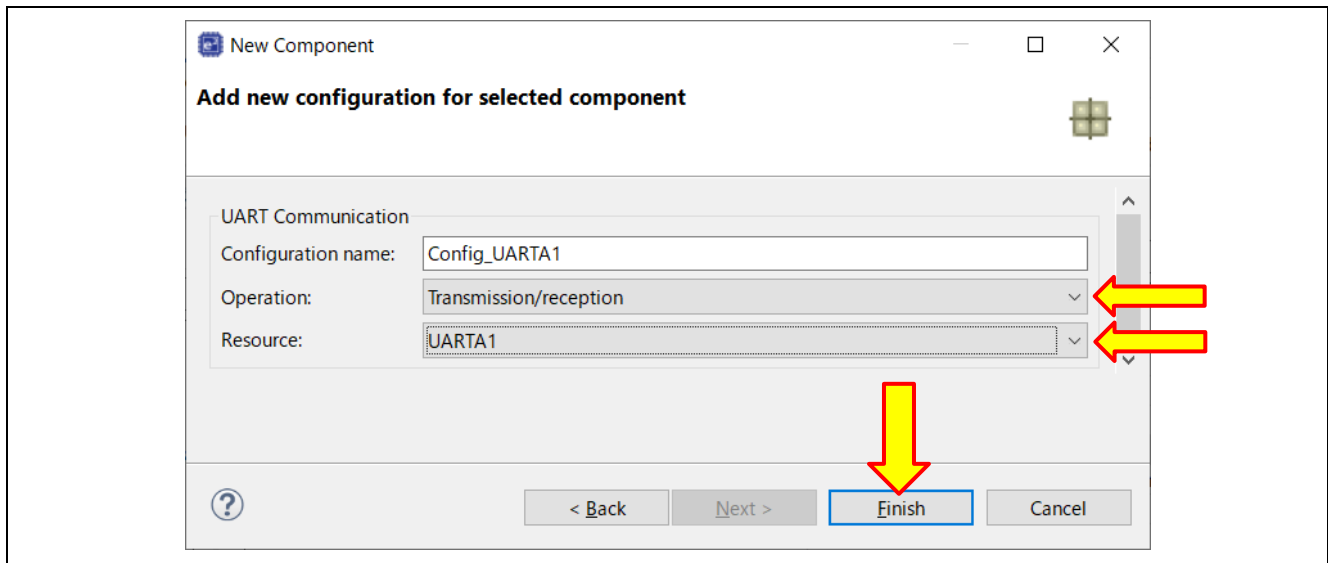 New Component
Add new configuration for selected component
UART Communication
Configuration name: Config_UARTA1
Operation: Transmission/reception
Resource: UARTA1
? < Back Next > Finish Cancel